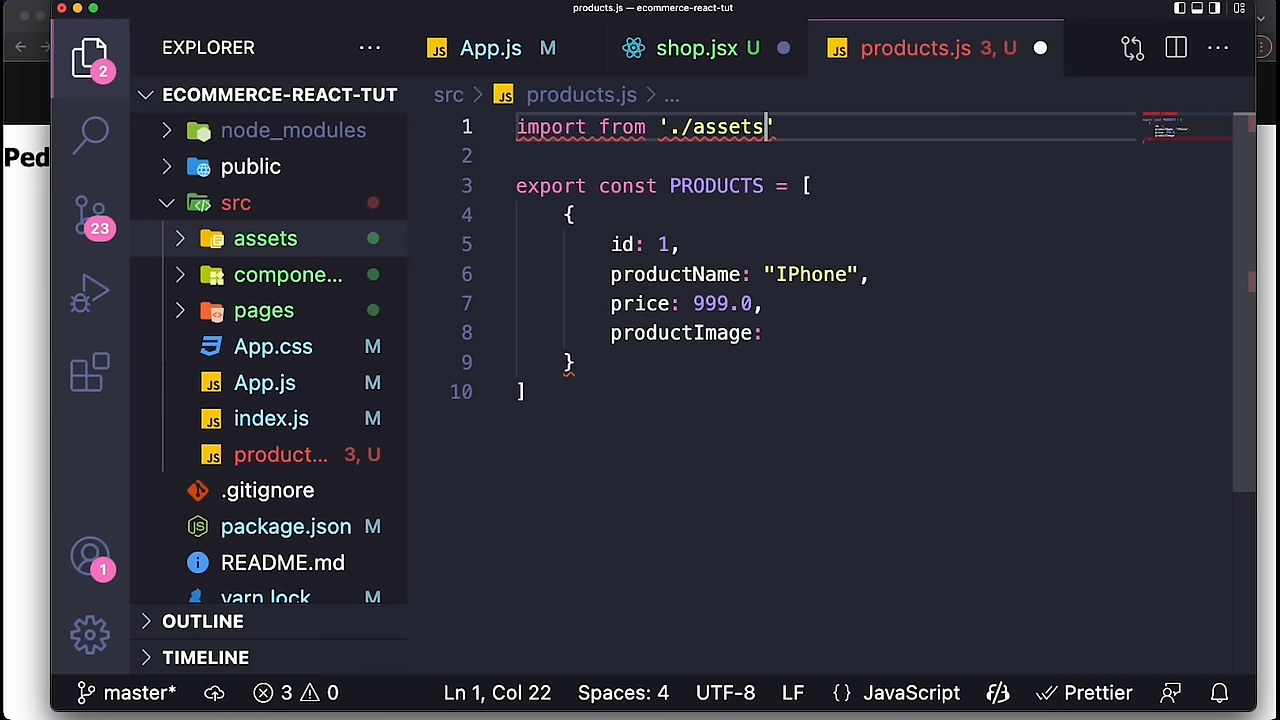 products.js — ecommerce-react-tut
Ped
2
23
1
EXPLORER
ECOMMERCE-REACT-TUT
node_modules
public
src
assets
compone...
pages
App.css M
App.js M
index.js M
product... 3, U
.gitignore
package.json M
README.md
yarn.lock M
OUTLINE
TIMELINE
App.js M
shop.jsx U
products.js 3, U
src > products.js > ...
1 import from './assets'
2
3 export const PRODUCTS = [
4 {
5 id: 1,
6 productName: "IPhone",
7 price: 999.0,
8 productImage:
9 }
10 ]
master* 3 0 Ln 1, Col 22 Spaces: 4 UTF-8 LF {} JavaScript Prettier